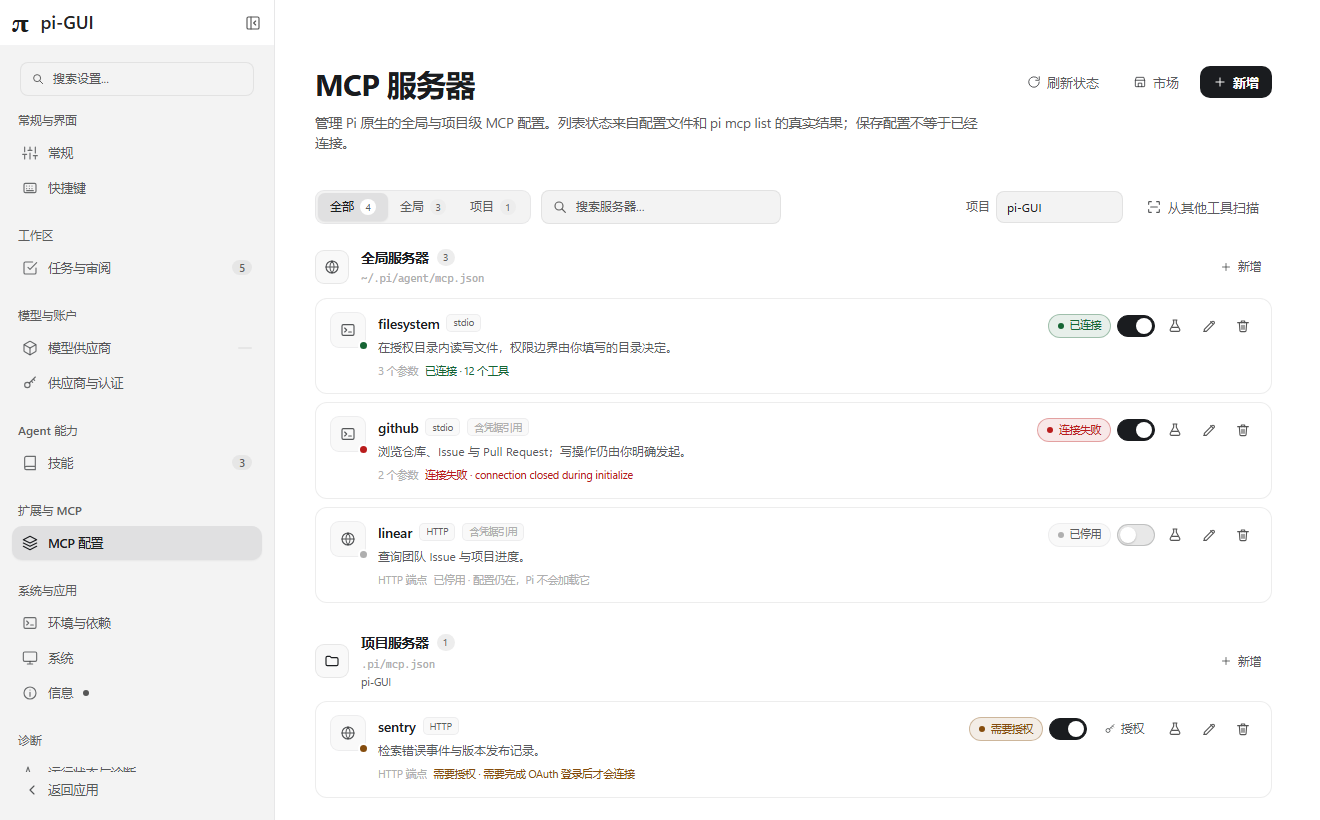 π pi-GUI
搜索设置...
常规与界面
常规
快捷键
工作区
任务与审阅 5
模型与账户
模型供应商
供应商与认证
Agent 能力
技能 3
扩展与 MCP
MCP 配置
系统与应用
环境与依赖
系统
信息
诊断
返回应用
MCP 服务器
刷新状态 市场 + 新增
管理 Pi 原生的全局与项目级 MCP 配置。列表状态来自配置文件和 pi mcp list 的真实结果；保存配置不等于已经
连接。
全部 4 全局 3 项目 1 搜索服务器... 项目 pi-GUI 从其他工具扫描
全局服务器 3
~/.pi/agent/mcp.json
+ 新增
filesystem stdio 已连接
在授权目录内读写文件，权限边界由你填写的目录决定。
3 个参数 已连接 · 12 个工具
github stdio 含凭据引用 连接失败
浏览仓库、Issue 与 Pull Request；写操作仍由你明确发起。
2 个参数 连接失败 · connection closed during initialize
linear HTTP 含凭据引用 已停用
查询团队 Issue 与项目进度。
HTTP 端点 已停用 · 配置仍在，Pi 不会加载它
项目服务器 1
.pi/mcp.json
pi-GUI
+ 新增
sentry HTTP 需要授权 授权
检索错误事件与版本发布记录。
HTTP 端点 需要授权 · 需要完成 OAuth 登录后才会连接